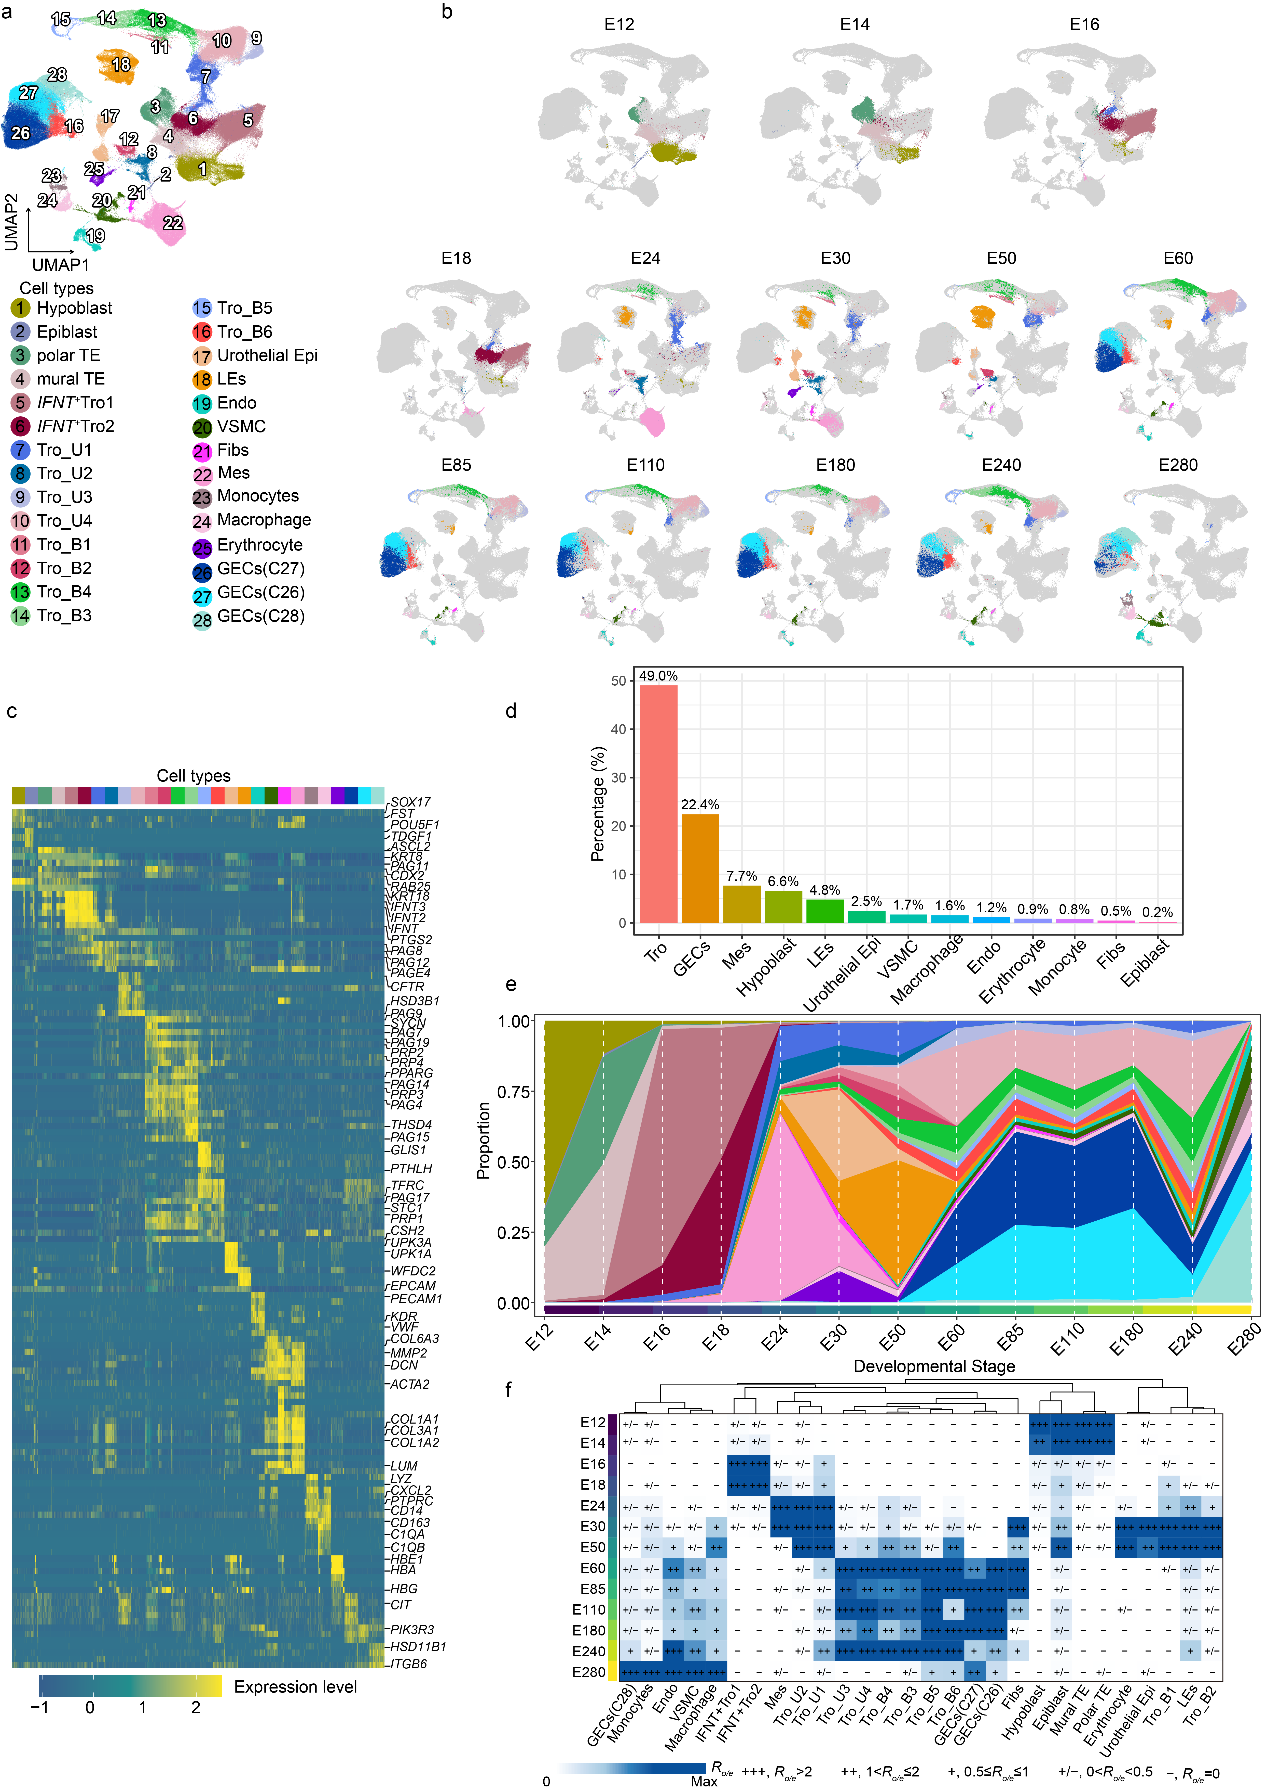 a
15
14
13
11
10
9
18
7
28
27
3
6
5
17
16
26
4
12
8
25
1
2
23
21
24
20
22
19
UMAP2
UMAP1
Cell types
1 Hypoblast
2 Epiblast
3 polar TE
4 mural TE
5 IFNT+Tro1
6 IFNT+Tro2
7 Tro_U1
8 Tro_U2
9 Tro_U3
10 Tro_U4
11 Tro_B1
12 Tro_B2
13 Tro_B4
14 Tro_B3
15 Tro_B5
16 Tro_B6
17 Urothelial Epi
18 LEs
19 Endo
20 VSMC
21 Fibs
22 Mes
23 Monocytes
24 Macrophage
25 Erythrocyte
26 GECs(C27)
27 GECs(C26)
28 GECs(C28)
b
E12 E14 E16
E18 E24 E30 E50 E60
E85 E110 E180 E240 E280
c
Cell types
SOX17
FST
POU5F1
TDGF1
ASCL2
KRT8
PAG11
CDX2
RAB25
KRT18
IFNT3
IFNT2
IFNT
PTGS2
PAG8
PAG12
PAGE4
CFTR
HSD3B1
PAG9
SYCN
PAG7
PAG19
PRP2
PRP4
PPARG
PAG14
PRP3
PAG4
THSD4
PAG15
GLIS1
PTHLH
TFRC
PAG17
STC1
PRP1
CSH2
UPK3A
UPK1A
WFDC2
EPCAM
PECAM1
KDR
VWF
COL6A3
MMP2
DCN
ACTA2
COL1A1
COL3A1
COL1A2
LUM
LYZ
CXCL2
PTPRC
CD14
CD163
C1QA
C1QB
HBE1
HBA
HBG
CIT
PIK3R3
HSD11B1
ITGB6
−1 0 1 2
Expression level
d
Percentage (%)
50
40
30
20
10
0
49.0%
22.4%
7.7%
6.6%
4.8%
2.5%
1.7%
1.6%
1.2%
0.9%
0.8%
0.5%
0.2%
Tro
GECs
Mes
Hypoblast
LEs
Urothelial Epi
VSMC
Macrophage
Endo
Erythrocyte
Monocyte
Fibs
Epiblast
e
Proportion
1.00
0.75
0.50
0.25
0.00
E12
E14
E16
E18
E24
E30
E50
E60
E85
E110
E180
E240
E280
Developmental Stage
f
E12
E14
E16
E18
E24
E30
E50
E60
E85
E110
E180
E240
E280
GECs(C28)
Monocytes
Endo
VSMC
Macrophage
IFNT+Tro1
IFNT+Tro2
Mes
Tro_U2
Tro_U1
Tro_U3
Tro_U4
Tro_B4
Tro_B3
Tro_B5
Tro_B6
GECs(C27)
GECs(C26)
Fibs
Hypoblast
Epiblast
Mural TE
Polar TE
Erythrocyte
Urothelial Epi
Tro_B1
LEs
Tro_B2
0 Max
Ro/e +++, Ro/e>2 ++, 1<Ro/e≤2 +, 0.5≤Ro/e≤1 +/−, 0<Ro/e<0.5 −, Ro/e=0